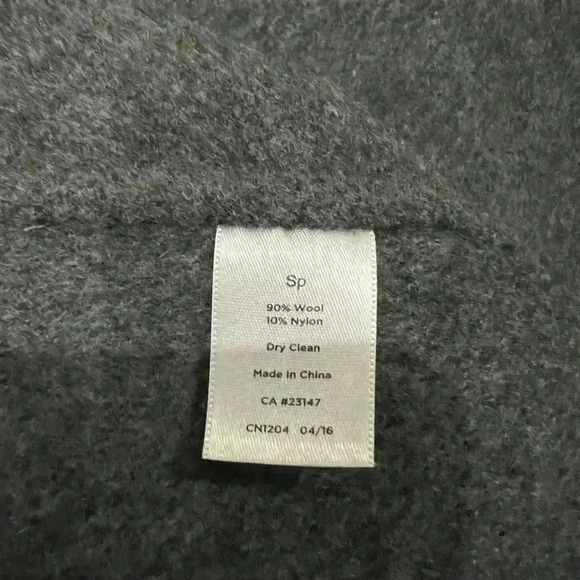 Sp
90% Wool
10% Nylon
Dry Clean
Made in China
CA #23147
CN1204 04/16